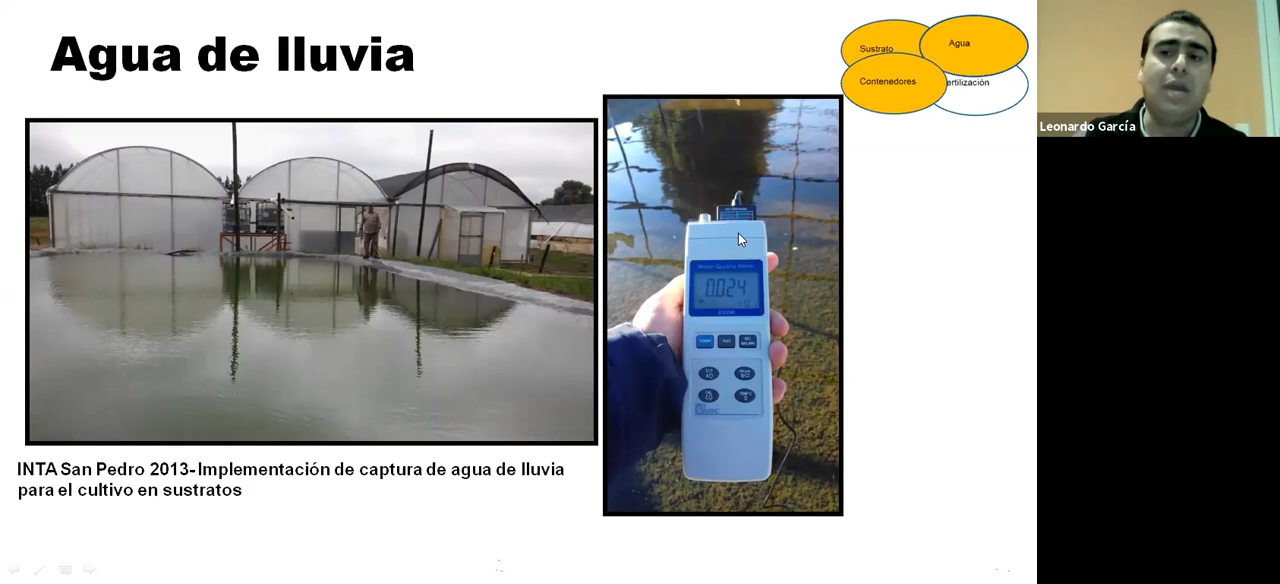 Agua de lluvia
Sustrato
Agua
Contenedores
ertilización
Leonardo García
Water Quality Meter
0.024
INTA San Pedro 2013-Implementación de captura de agua de lluvia
para el cultivo en sustratos